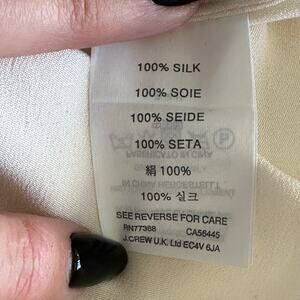 100% SILK
100% SOIE
100% SEIDE
100% SETA
絹 100%
100% 실크
SEE REVERSE FOR CARE
RN77388 CA56445
J.CREW U.K. Ltd EC4V 6JA